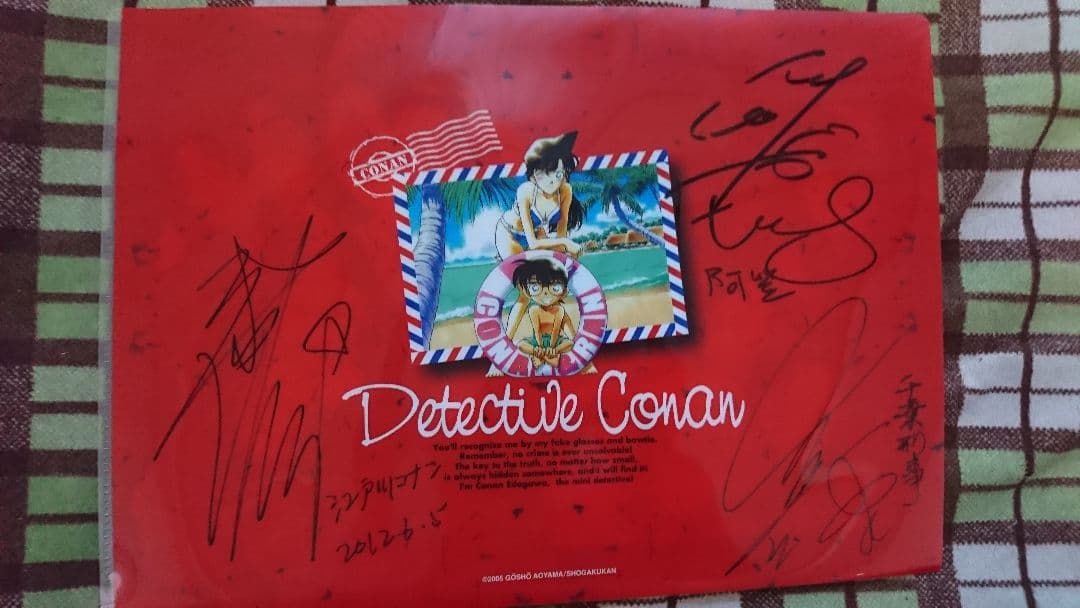 CONAN
CONAN
Detective Conan
You'll recognize me by my fake glasses and bowtie.
Remember, no crime is ever unsolvable!
The key to the truth, no matter how small,
is always hidden somewhere, and I will find it!
I'm Conan Edogawa, the mini detective!
阿笠
千葉刑事
江戸川コナン
2012.6.5
©2005 GOSHO AOYAMA/SHOGAKUKAN